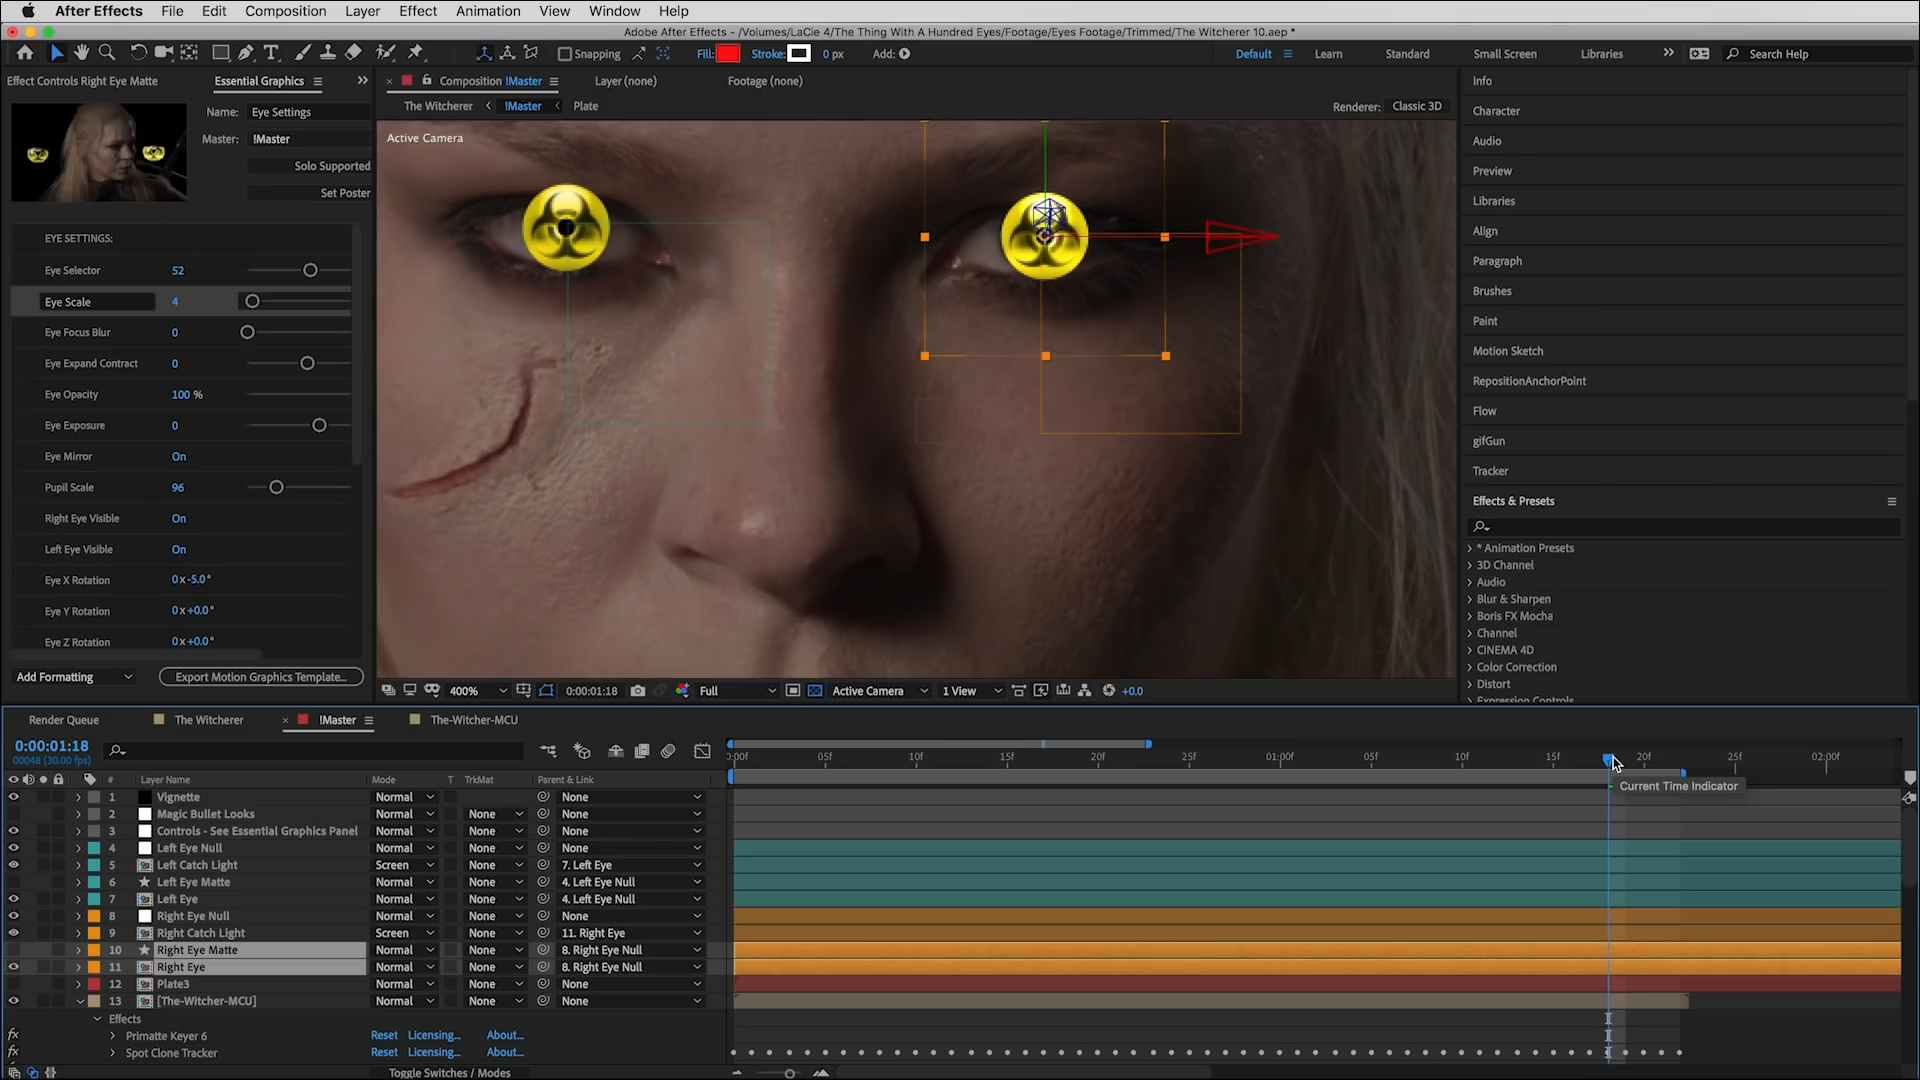 After Effects File Edit Composition Layer Effect Animation View Window Help
Adobe After Effects - /Volumes/LaCie 4/The Thing With A Hundred Eyes/Footage/Eyes Footage/Trimmed/The Witcherer 10.aep *
Snapping Fill: Stroke: 0 px Add: Default Learn Standard Small Screen Libraries Search Help
Effect Controls Right Eye Matte Essential Graphics
Composition !Master Layer (none) Footage (none)
The Witcherer !Master Plate Renderer: Classic 3D
Active Camera
Name: Eye Settings
Master: !Master
Solo Supported
Set Poster
EYE SETTINGS:
Eye Selector 52
Eye Scale 4
Eye Focus Blur 0
Eye Expand Contract 0
Eye Opacity 100 %
Eye Exposure 0
Eye Mirror On
Pupil Scale 96
Right Eye Visible On
Left Eye Visible On
Eye X Rotation 0 x -5.0°
Eye Y Rotation 0 x +0.0°
Eye Z Rotation 0 x +0.0°
Add Formatting Export Motion Graphics Template...
400% 0:00:01:18 Full Active Camera 1 View +0.0
Info
Character
Audio
Preview
Libraries
Align
Paragraph
Brushes
Paint
Motion Sketch
RepositionAnchorPoint
Flow
gifGun
Tracker
Effects & Presets
* Animation Presets
3D Channel
Audio
Blur & Sharpen
Boris FX Mocha
Channel
CINEMA 4D
Color Correction
Distort
Expression Controls
Render Queue The Witcherer !Master The-Witcher-MCU
0:00:01:18
00048 (30.00 fps)
:00f 05f 10f 15f 20f 25f 01:00f 05f 10f 15f 20f 25f 02:00f
Current Time Indicator
# Layer Name Mode T TrkMat Parent & Link
1 Vignette Normal None
2 Magic Bullet Looks Normal None None
3 Controls - See Essential Graphics Panel Normal None None
4 Left Eye Null Normal None None
5 Left Catch Light Screen None 7. Left Eye
6 Left Eye Matte Normal None 4. Left Eye Null
7 Left Eye Normal None 4. Left Eye Null
8 Right Eye Null Normal None None
9 Right Catch Light Screen None 11. Right Eye
10 Right Eye Matte Normal None 8. Right Eye Null
11 Right Eye Normal None 8. Right Eye Null
12 Plate3 Normal None None
13 [The-Witcher-MCU] Normal None None
Effects
fx Primatte Keyer 6 Reset Licensing... About...
fx Spot Clone Tracker Reset Licensing... About...
Toggle Switches / Modes